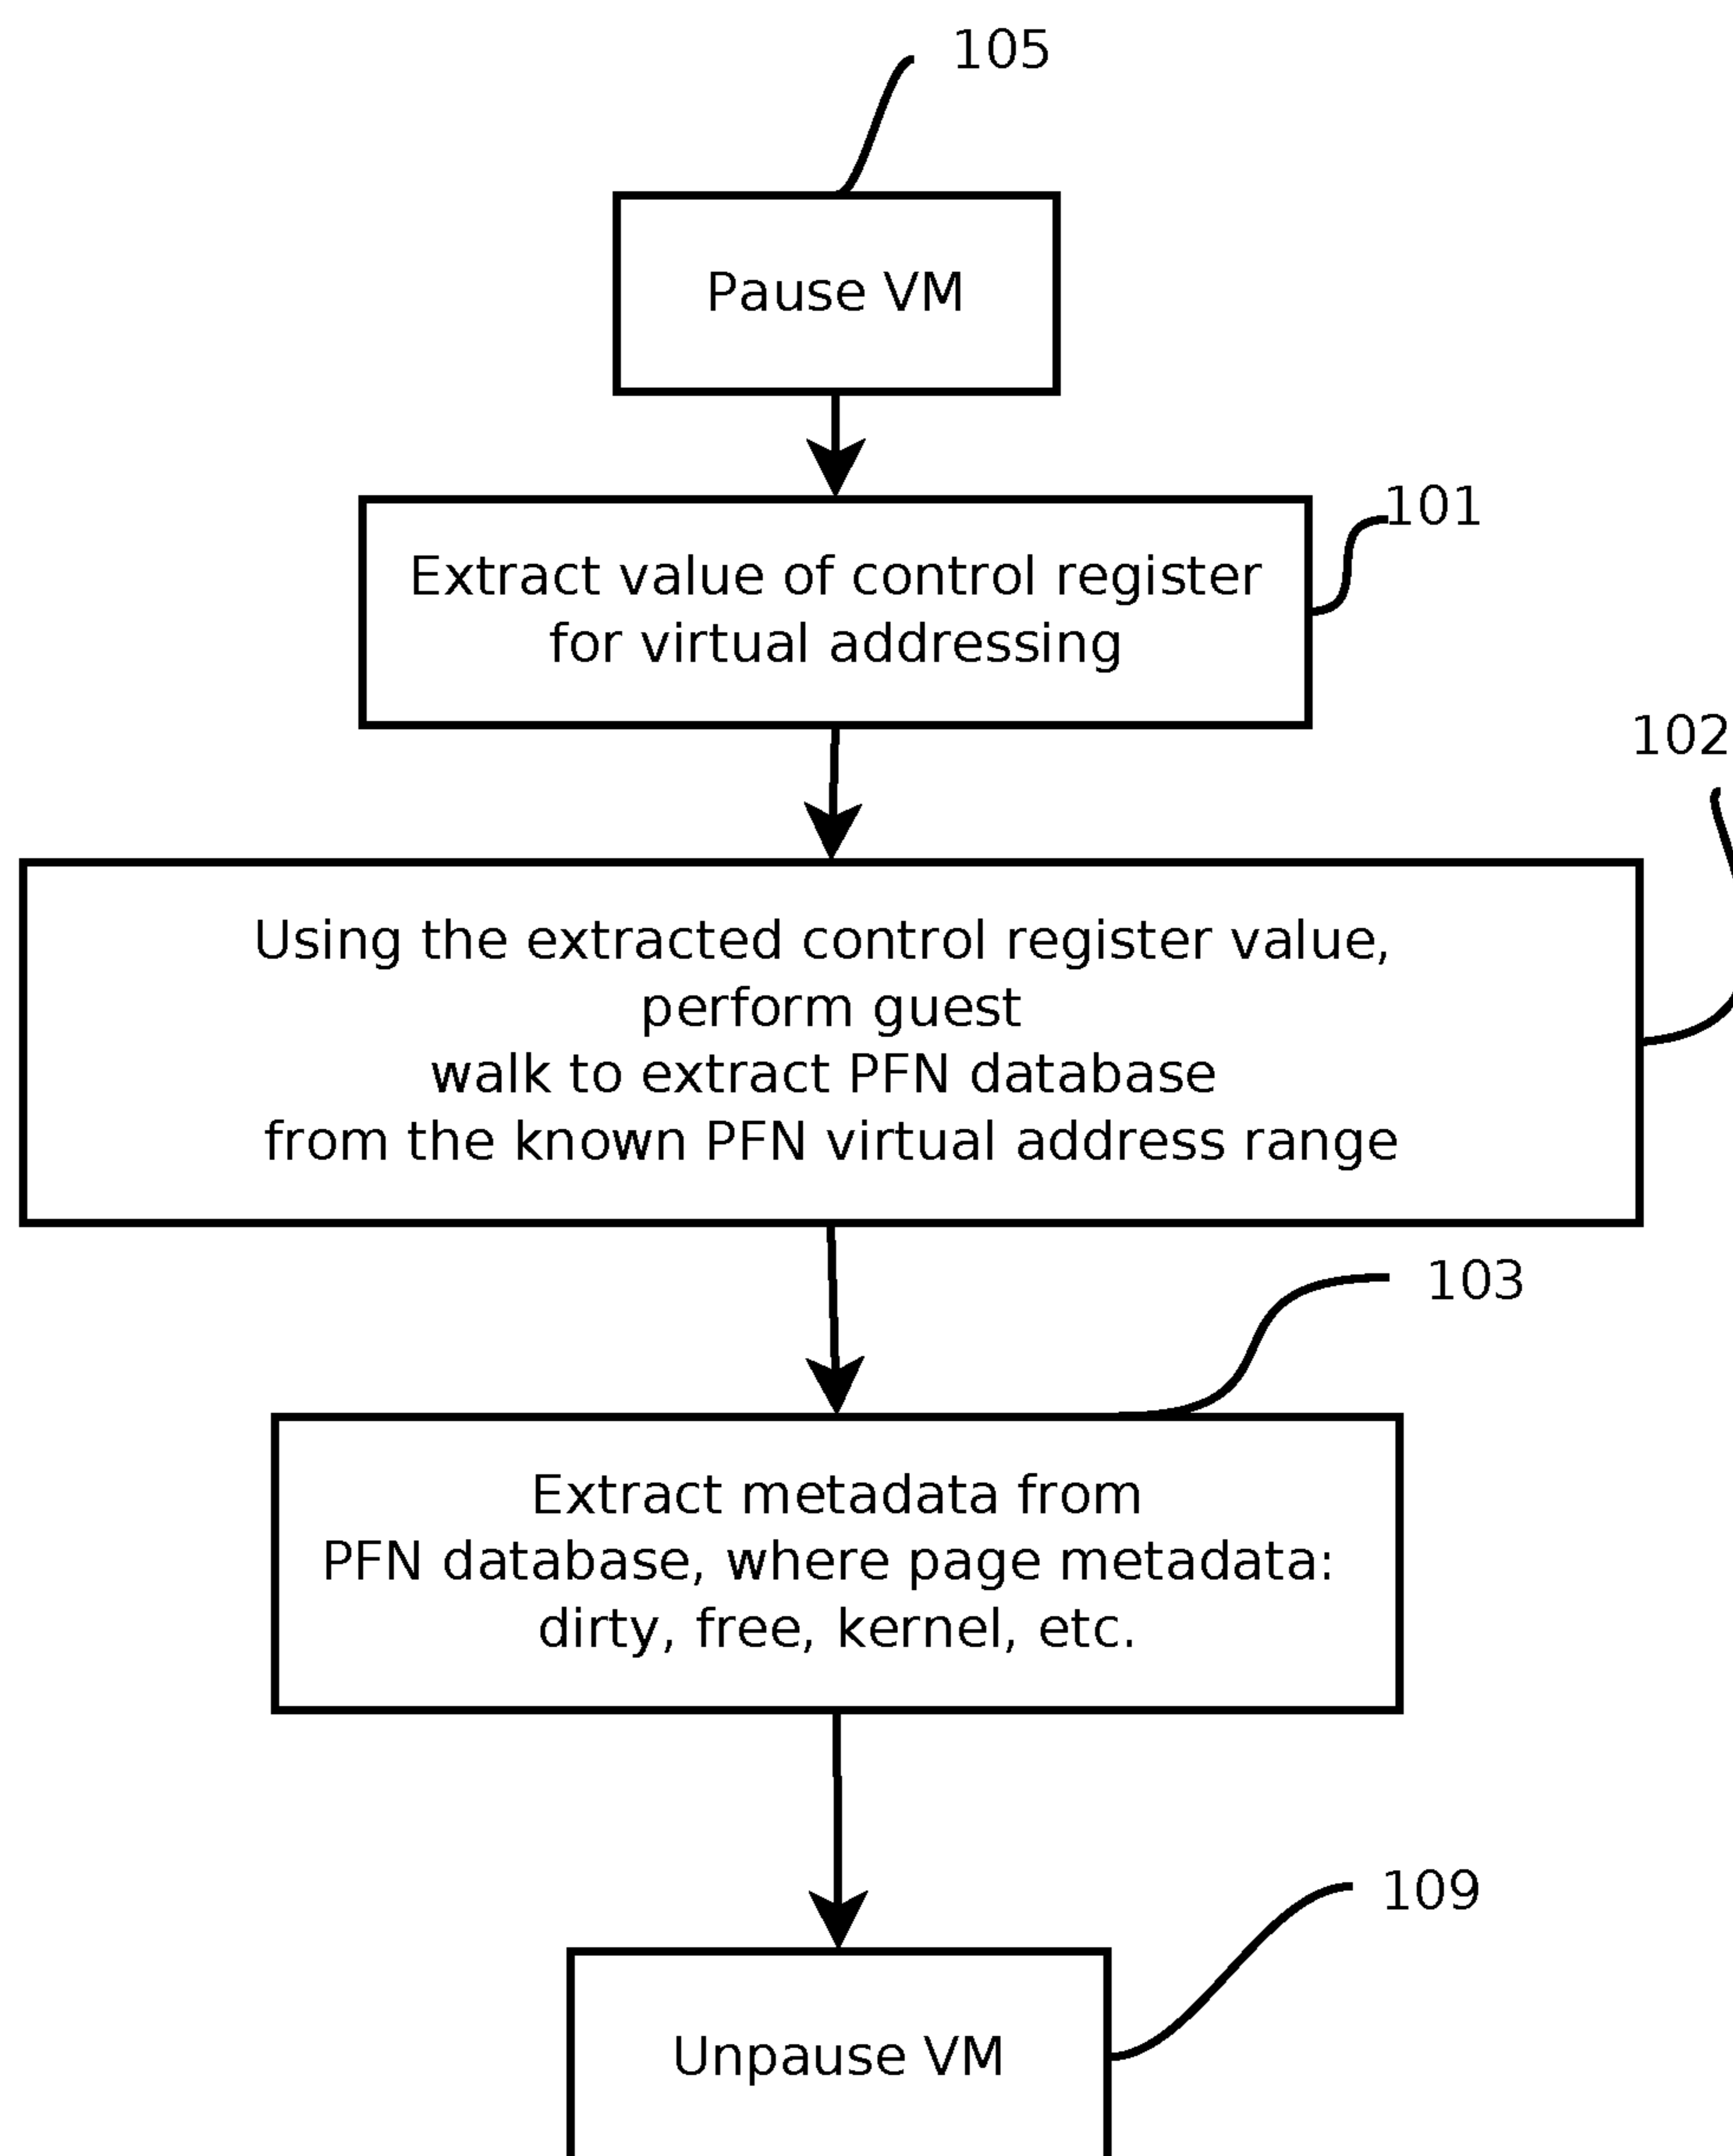 105
Pause VM
101
Extract value of control register
for virtual addressing
102
Using the extracted control register value,
perform guest
walk to extract PFN database
from the known PFN virtual address range
103
Extract metadata from
PFN database, where page metadata:
dirty, free, kernel, etc.
109
Unpause VM